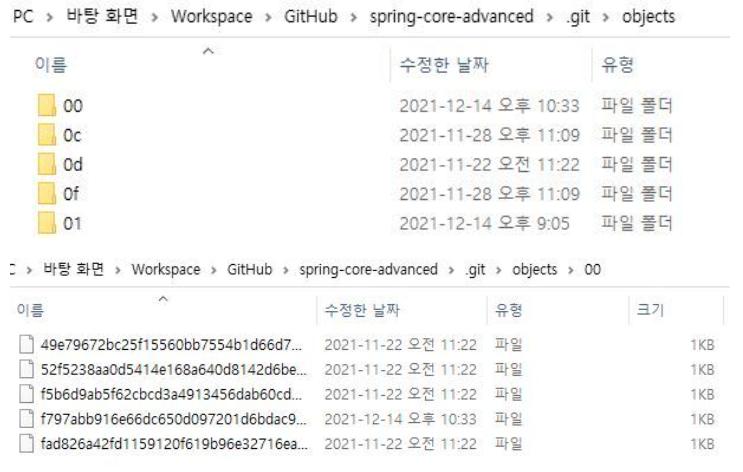 PC > 바탕 화면 > Workspace > GitHub > spring-core-advanced > .git > objects
이름 수정한 날짜 유형
00 2021-12-14 오후 10:33 파일 폴더
0c 2021-11-28 오후 11:09 파일 폴더
0d 2021-11-22 오전 11:22 파일 폴더
0f 2021-11-28 오후 11:09 파일 폴더
01 2021-12-14 오후 9:05 파일 폴더
C > 바탕 화면 > Workspace > GitHub > spring-core-advanced > .git > objects > 00
이름 수정한 날짜 유형 크기
49e79672bc25f15560bb7554b1d66d7... 2021-11-22 오전 11:22 파일 1KB
52f5238aa0d5414e168a640d8142d6be... 2021-11-22 오전 11:22 파일 1KB
f5b6d9ab5f62cbcd3a4913456dab60cd... 2021-11-22 오전 11:22 파일 1KB
f797abb916e66dc650d097201d6bdac9... 2021-12-14 오후 10:33 파일 1KB
fad826a42fd1159120f619b96e32716ea... 2021-11-22 오전 11:22 파일 1KB